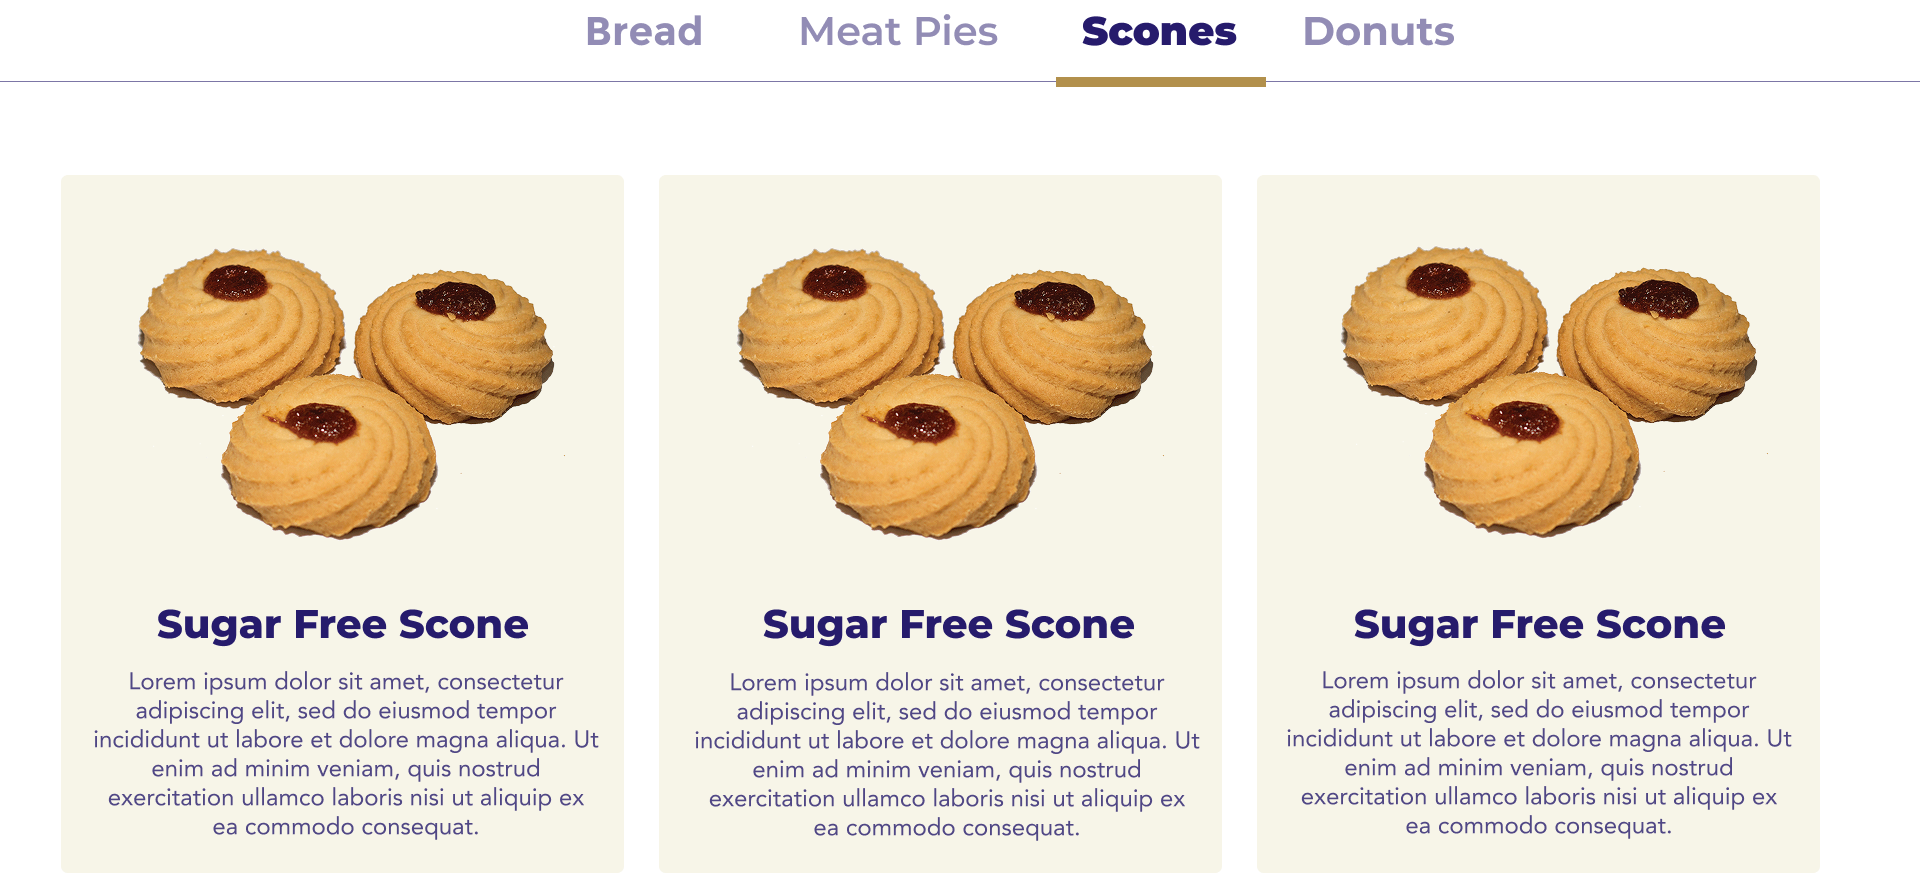 Bread Meat Pies Scones Donuts
Sugar Free Scone
Lorem ipsum dolor sit amet, consectetur
adipiscing elit, sed do eiusmod tempor
incididunt ut labore et dolore magna aliqua. Ut
enim ad minim veniam, quis nostrud
exercitation ullamco laboris nisi ut aliquip ex
ea commodo consequat.
Sugar Free Scone
Lorem ipsum dolor sit amet, consectetur
adipiscing elit, sed do eiusmod tempor
incididunt ut labore et dolore magna aliqua. Ut
enim ad minim veniam, quis nostrud
exercitation ullamco laboris nisi ut aliquip ex
ea commodo consequat.
Sugar Free Scone
Lorem ipsum dolor sit amet, consectetur
adipiscing elit, sed do eiusmod tempor
incididunt ut labore et dolore magna aliqua. Ut
enim ad minim veniam, quis nostrud
exercitation ullamco laboris nisi ut aliquip ex
ea commodo consequat.